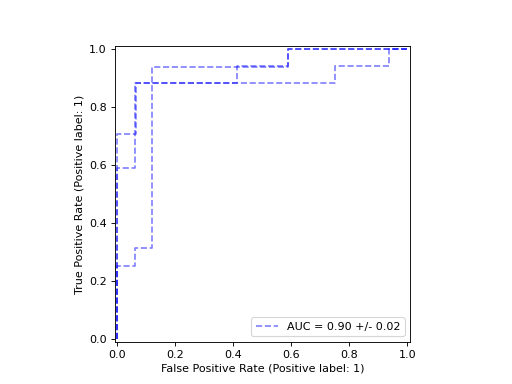 1.0
0.8
0.6
0.4
0.2
0.0
True Positive Rate (Positive label: 1)
AUC = 0.90 +/- 0.02
0.0 0.2 0.4 0.6 0.8 1.0
False Positive Rate (Positive label: 1)